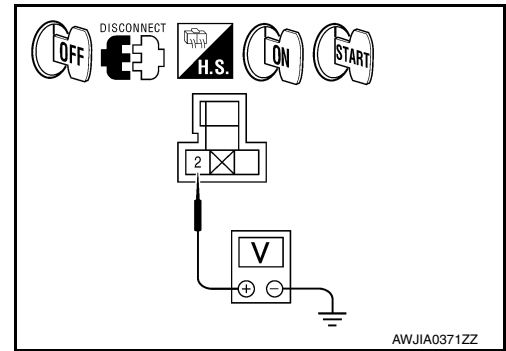 OFF
DISCONNECT
H.S.
ON
START
2
V
+ -
AWJIA0371ZZ